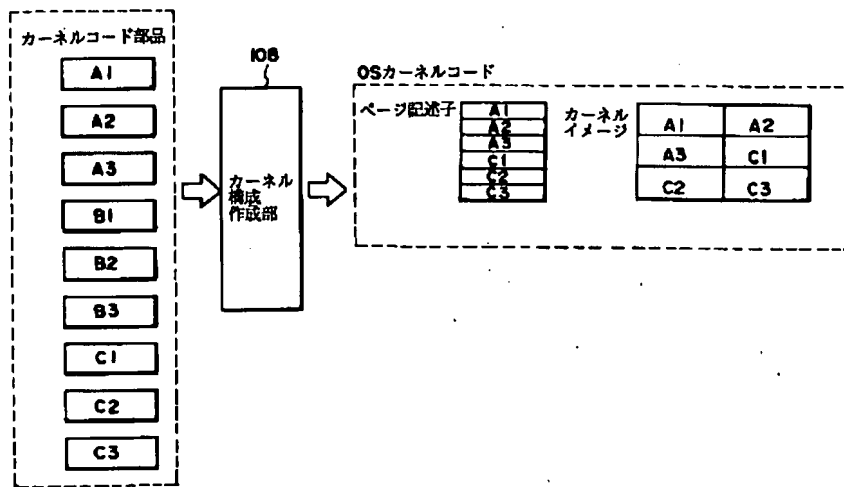 カーネルコード部品
A1
A2
A3
B1
B2
B3
C1
C2
C3
108
カーネル
構成
作成部
OSカーネルコード
ページ記述子
A1
A2
A3
C1
C2
C3
カーネル
イメージ
A1 A2
A3 C1
C2 C3